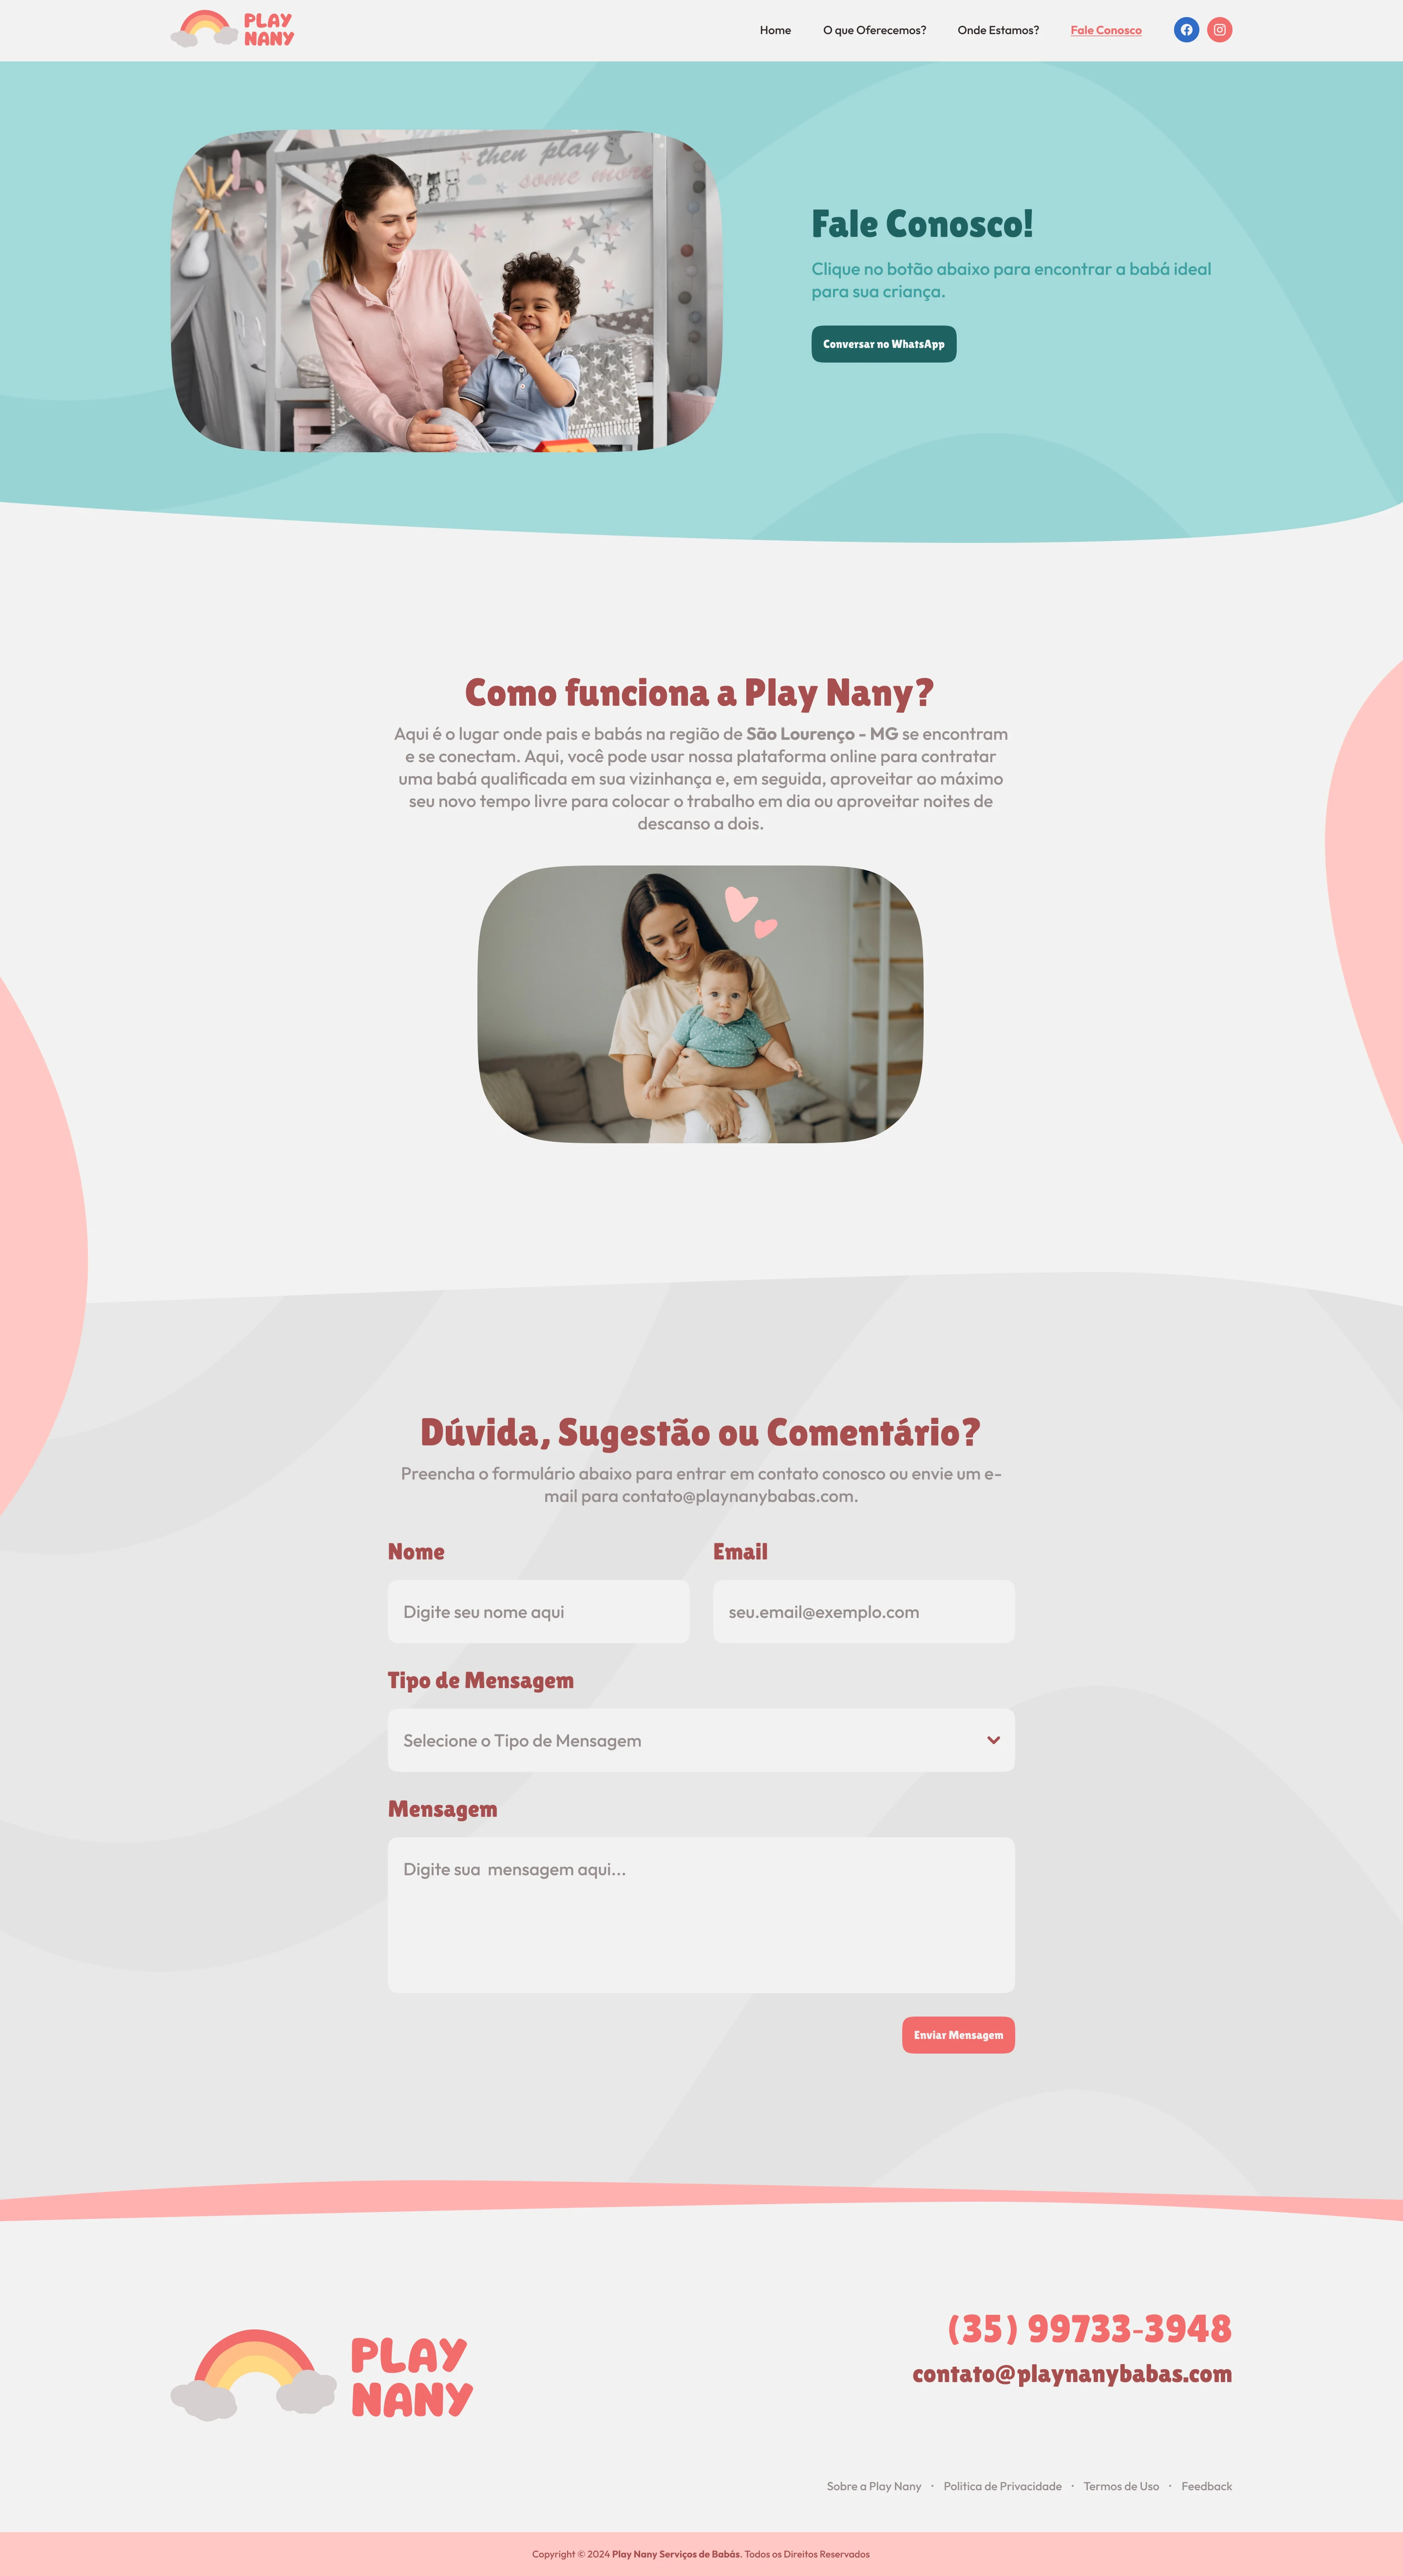 PLAY
NANY
Home O que Oferecemos? Onde Estamos? Fale Conosco
then play
some more
Fale Conosco!
Clique no botão abaixo para encontrar a babá ideal
para sua criança.
Conversar no WhatsApp
Como funciona a Play Nany?
Aqui é o lugar onde pais e babás na região de São Lourenço - MG se encontram
e se conectam. Aqui, você pode usar nossa plataforma online para contratar
uma babá qualificada em sua vizinhança e, em seguida, aproveitar ao máximo
seu novo tempo livre para colocar o trabalho em dia ou aproveitar noites de
descanso a dois.
Dúvida, Sugestão ou Comentário?
Preencha o formulário abaixo para entrar em contato conosco ou envie um e-
mail para contato@playnanybabas.com.
Nome Email
Digite seu nome aqui seu.email@exemplo.com
Tipo de Mensagem
Selecione o Tipo de Mensagem
Mensagem
Digite sua  mensagem aqui...
Enviar Mensagem
PLAY
NANY
(35) 99733-3948
contato@playnanybabas.com
Sobre a Play Nany · Politica de Privacidade · Termos de Uso · Feedback
Copyright © 2024 Play Nany Serviços de Babás. Todos os Direitos Reservados